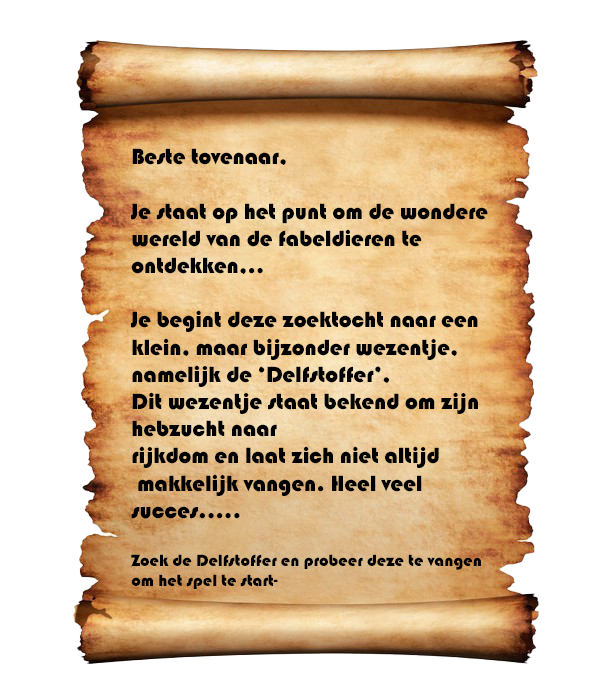 Beste tovenaar,
Je staat op het punt om de wondere
wereld van de fabeldieren te
ontdekken...
Je begint deze zoektocht naar een
klein, maar bijzonder wezentje,
namelijk de 'Delfstoffer'.
Dit wezentje staat bekend om zijn
hebzucht naar
rijkdom en laat zich niet altijd
makkelijk vangen. Heel veel
succes.....
Zoek de Delfstoffer en probeer deze te vangen
om het spel te start-